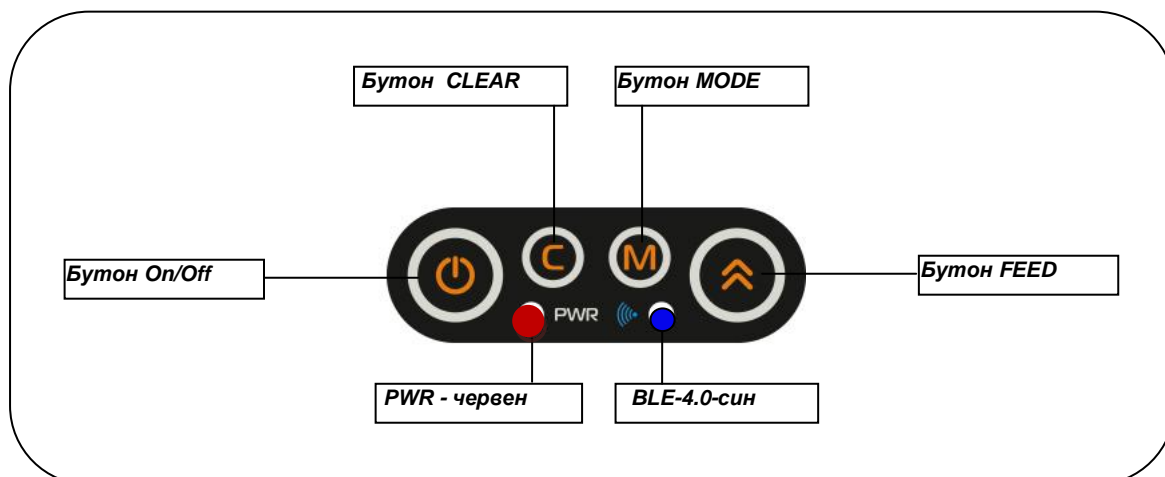 Бутон CLEAR
Бутон MODE
Бутон On/Off
C
M
Бутон FEED
PWR
PWR - червен
BLE-4.0-син